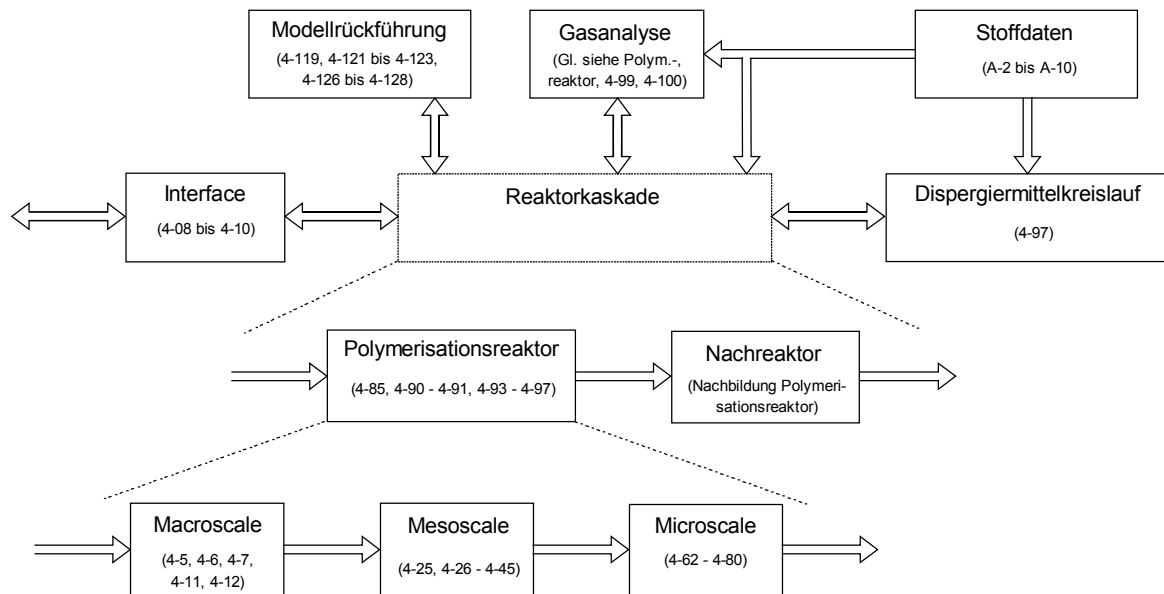 Modellrückführung
(4-119, 4-121 bis 4-123,
4-126 bis 4-128)
Gasanalyse
(Gl. siehe Polym.-,
reaktor, 4-99, 4-100)
Stoffdaten
(A-2 bis A-10)
Interface
(4-08 bis 4-10)
Reaktorkaskade
Dispergiermittelkreislauf
(4-97)
Polymerisationsreaktor
(4-85, 4-90 - 4-91, 4-93 - 4-97)
Nachreaktor
(Nachbildung Polymeri-
sationsreaktor)
Macroscale
(4-5, 4-6, 4-7,
4-11, 4-12)
Mesoscale
(4-25, 4-26 - 4-45)
Microscale
(4-62 - 4-80)